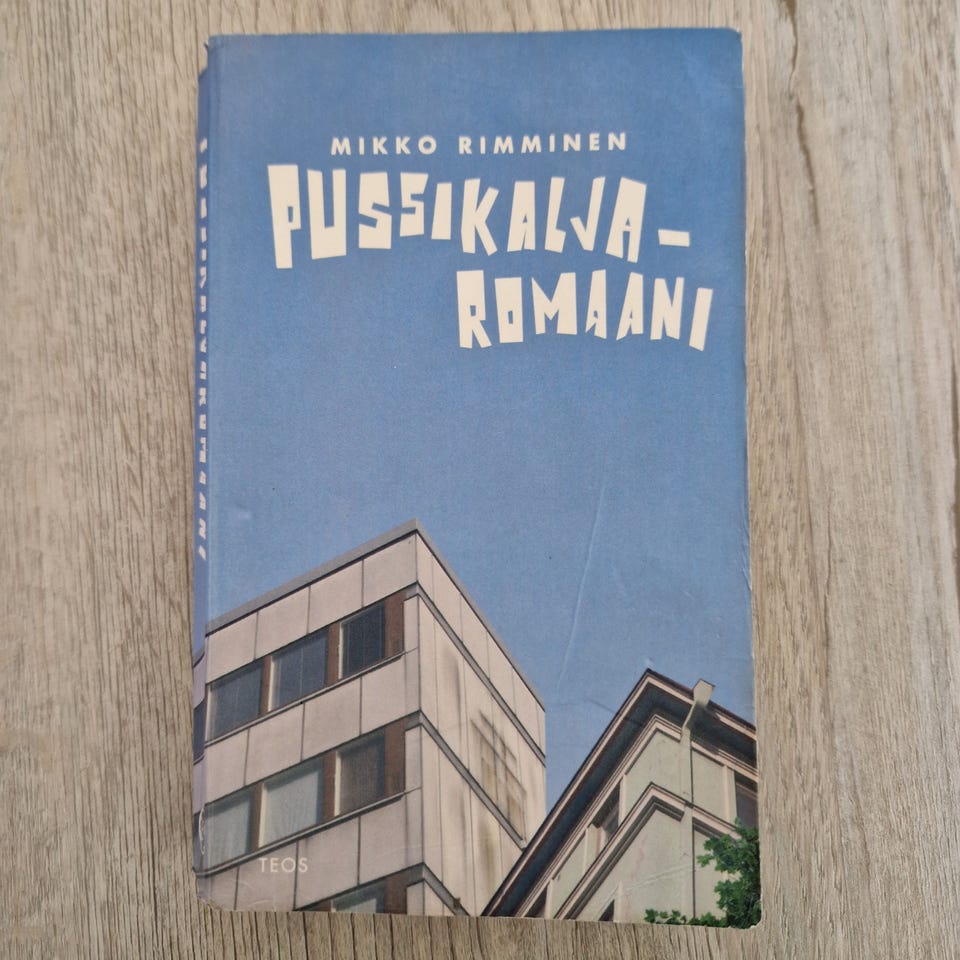 MIKKO RIMMINEN
PUSSIKALJA-
ROMAANI
TEOS